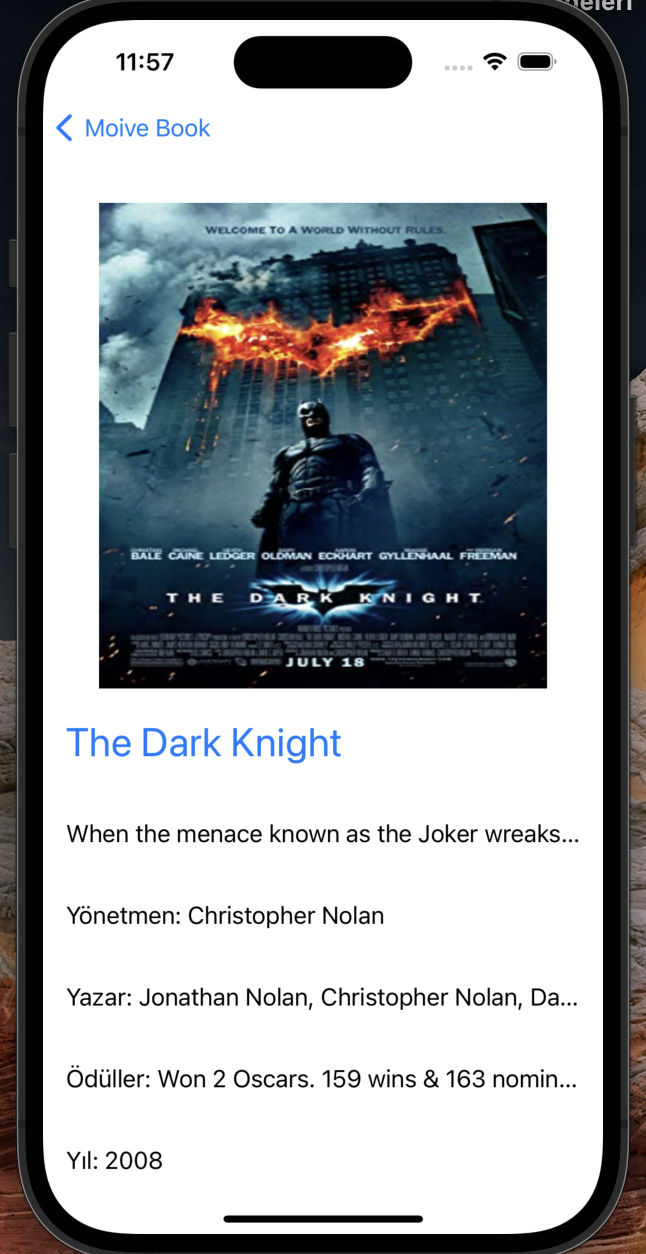 eleri
11:57
Moive Book
WELCOME TO A WORLD WITHOUT RULES.
BALE CAINE LEDGER OLDMAN ECKHART GYLLENHAAL FREEMAN
THE DARK KNIGHT
JULY 18
The Dark Knight
When the menace known as the Joker wreaks...
Yönetmen: Christopher Nolan
Yazar: Jonathan Nolan, Christopher Nolan, Da...
Ödüller: Won 2 Oscars. 159 wins & 163 nomin...
Yıl: 2008